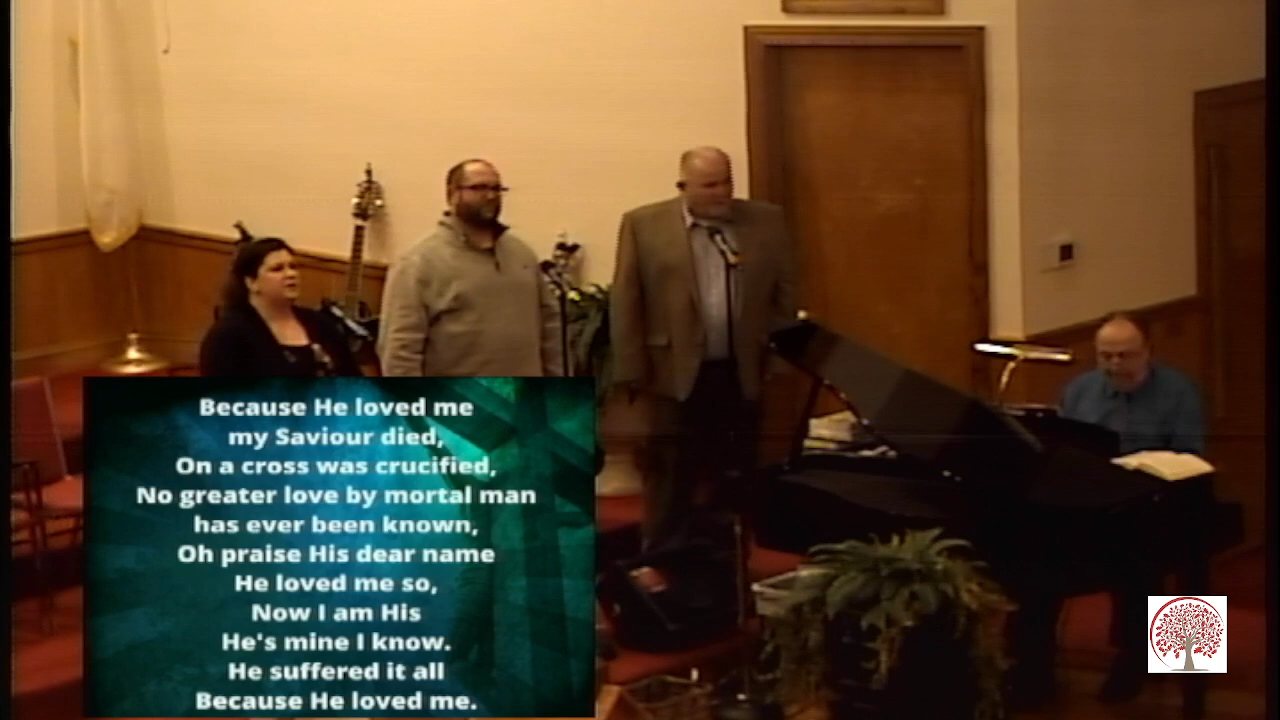 Because He loved me
my Saviour died,
On a cross was crucified,
No greater love by mortal man
has ever been known,
Oh praise His dear name
He loved me so,
Now I am His
He's mine I know.
He suffered it all
Because He loved me.